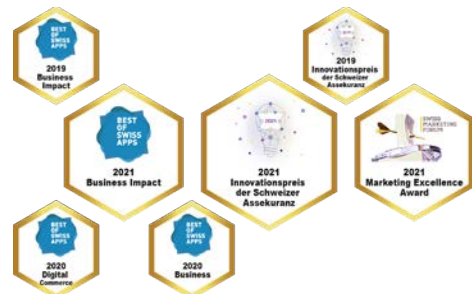 BEST
OF
SWISS
APPS
2019
Business
Impact
2019
Innovationspreis
der Schweizer
Assekuranz
BEST
OF
SWISS
APPS
2021
Business Impact
2021
2021
Innovationspreis
der Schweizer
Assekuranz
SWISS
MARKETING
FORUM
2021
Marketing Excellence
Award
BEST
OF
SWISS
APPS
2020
Digital
Commerce
BEST
OF
SWISS
APPS
2020
Business